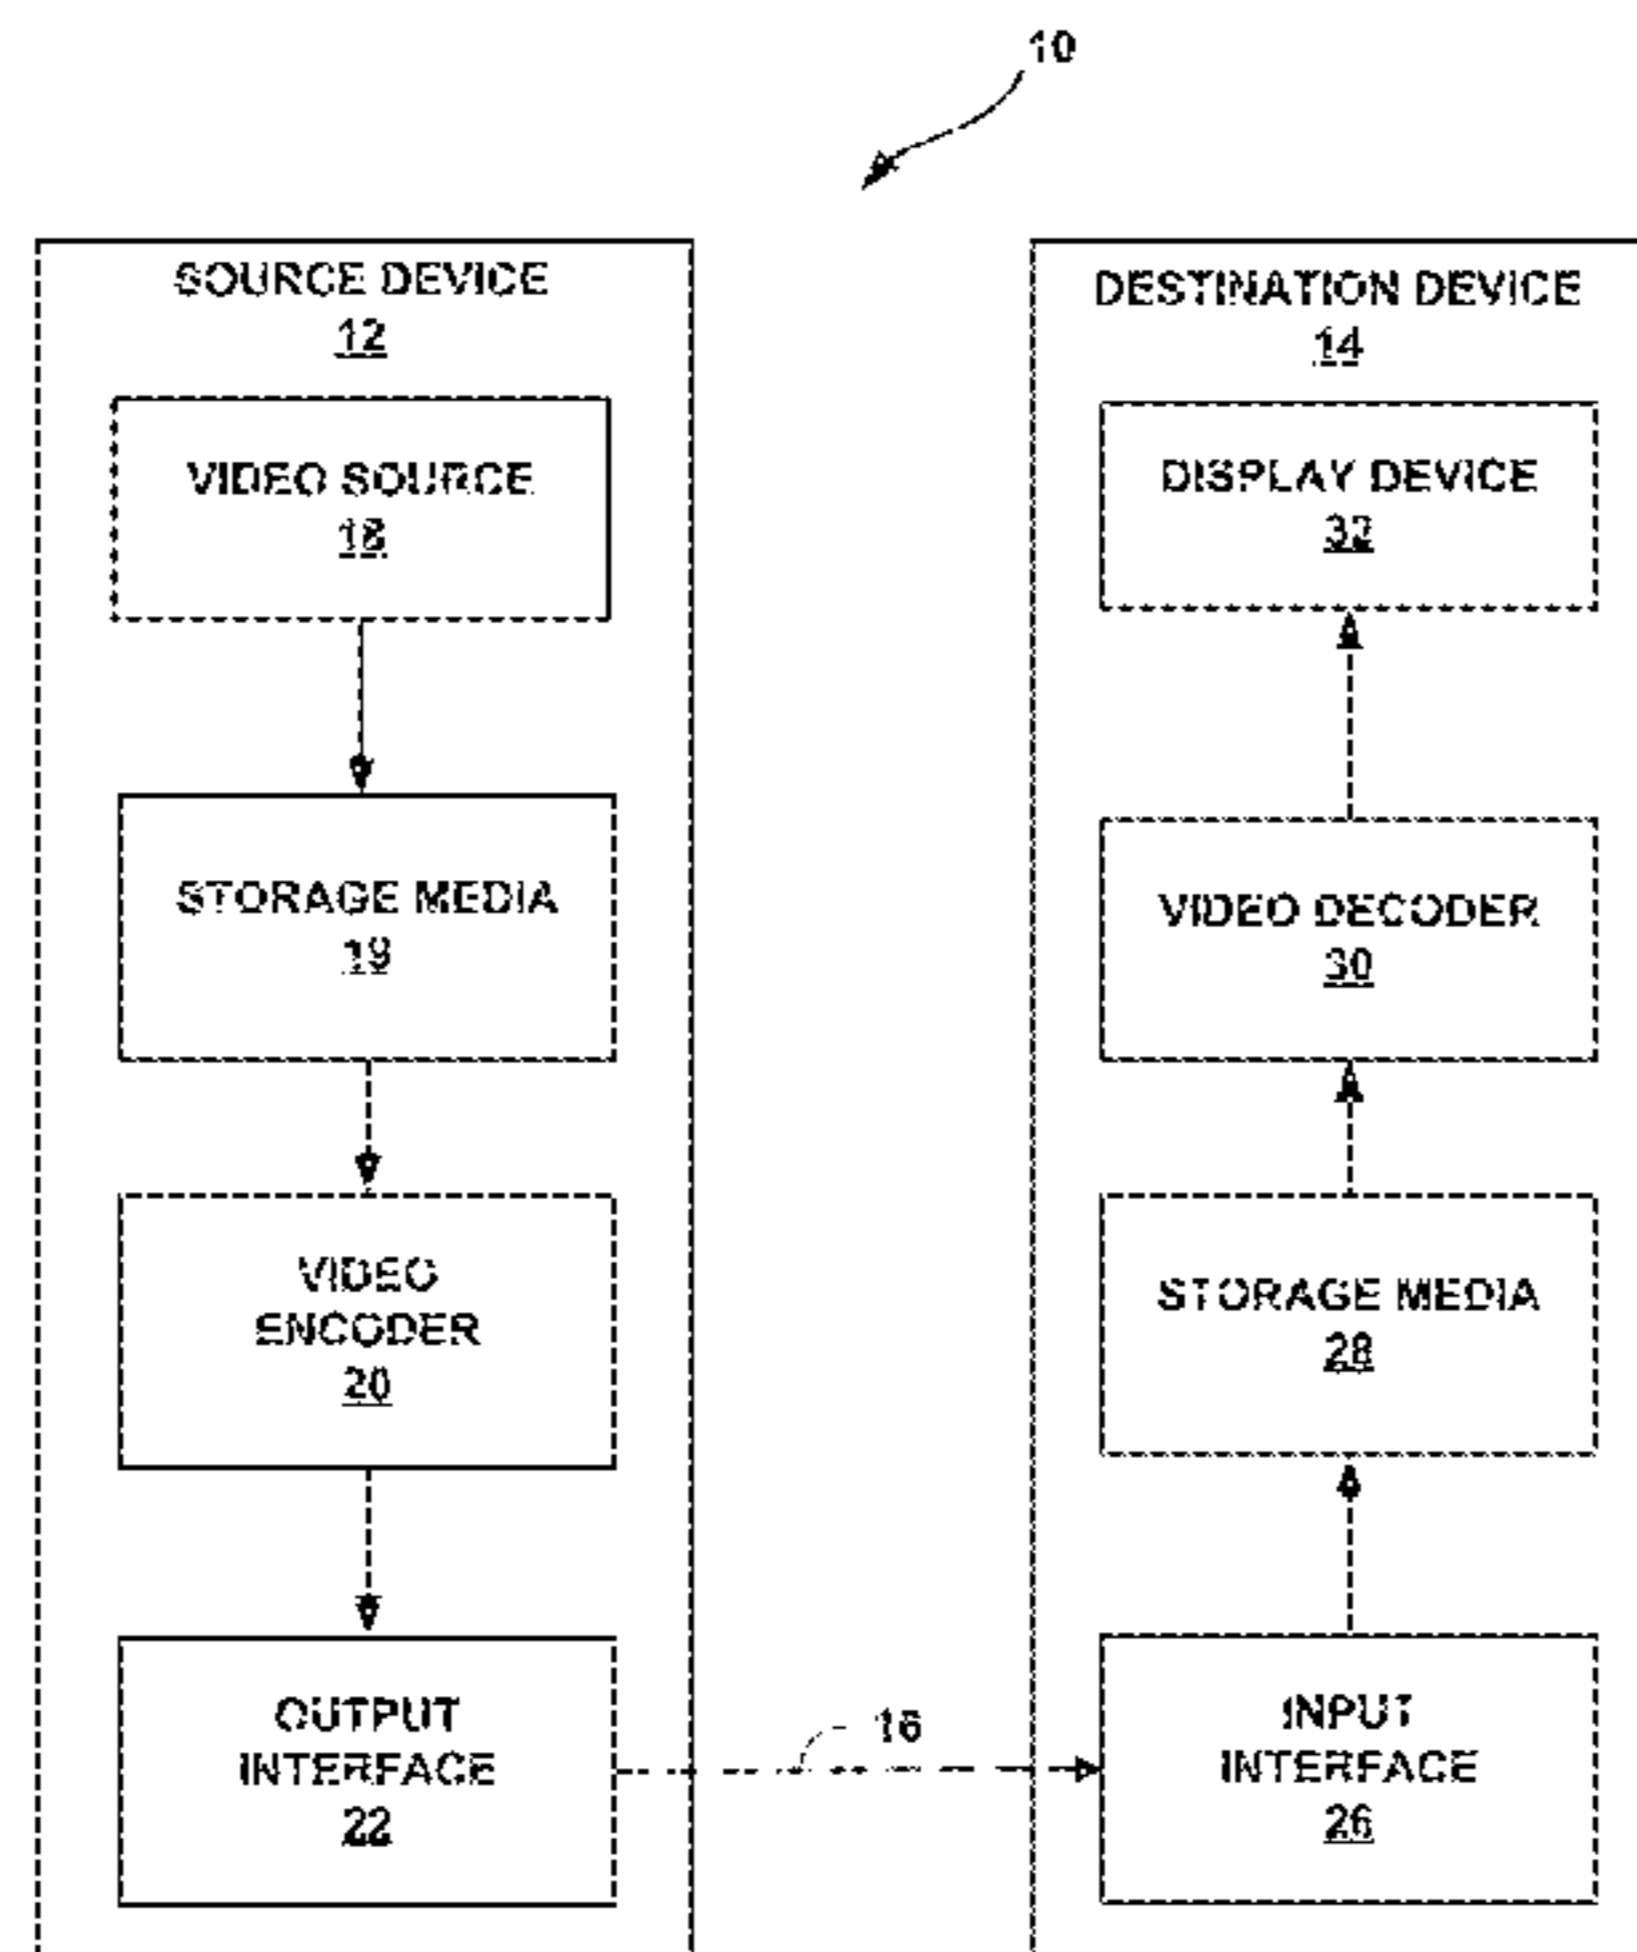 10
SOURCE DEVICE
12
VIDEO SOURCE
18
STORAGE MEDIA
19
VIDEO
ENCODER
20
OUTPUT
INTERFACE
22
16
DESTINATION DEVICE
14
DISPLAY DEVICE
32
VIDEO DECODER
30
STORAGE MEDIA
28
INPUT
INTERFACE
26